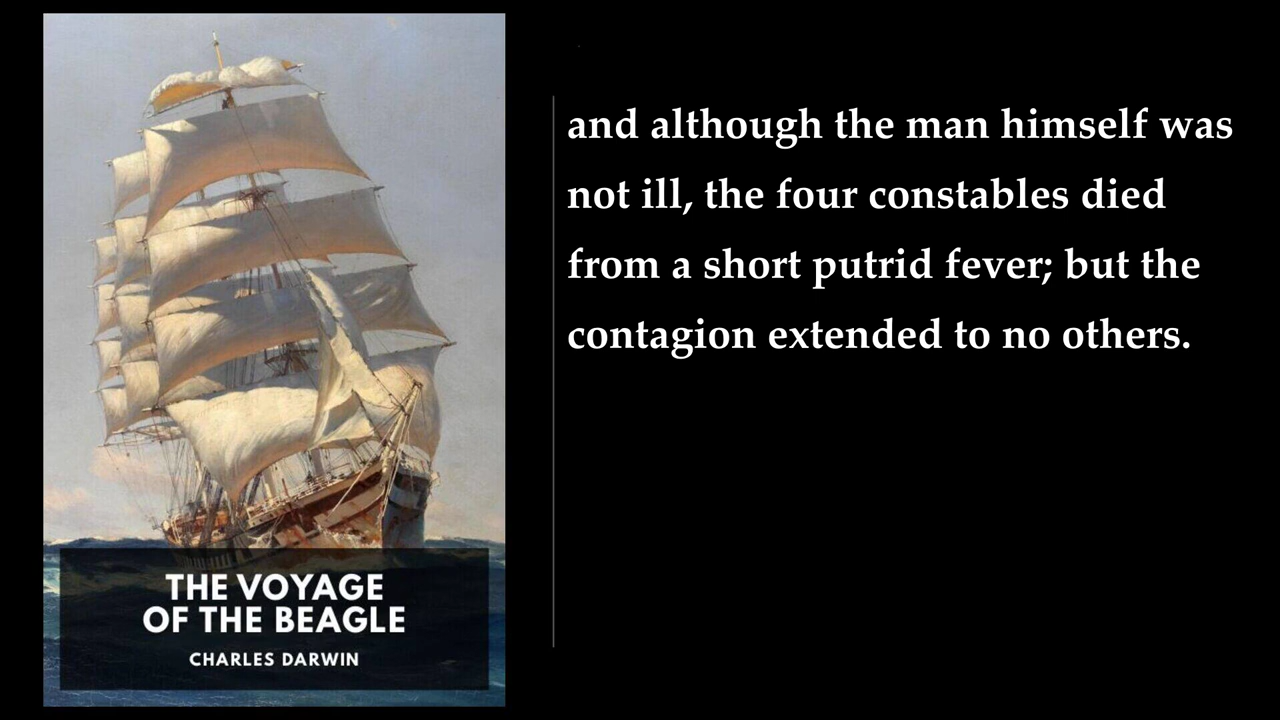 and although the man himself was
not ill, the four constables died
from a short putrid fever; but the
contagion extended to no others.
THE VOYAGE
OF THE BEAGLE
CHARLES DARWIN